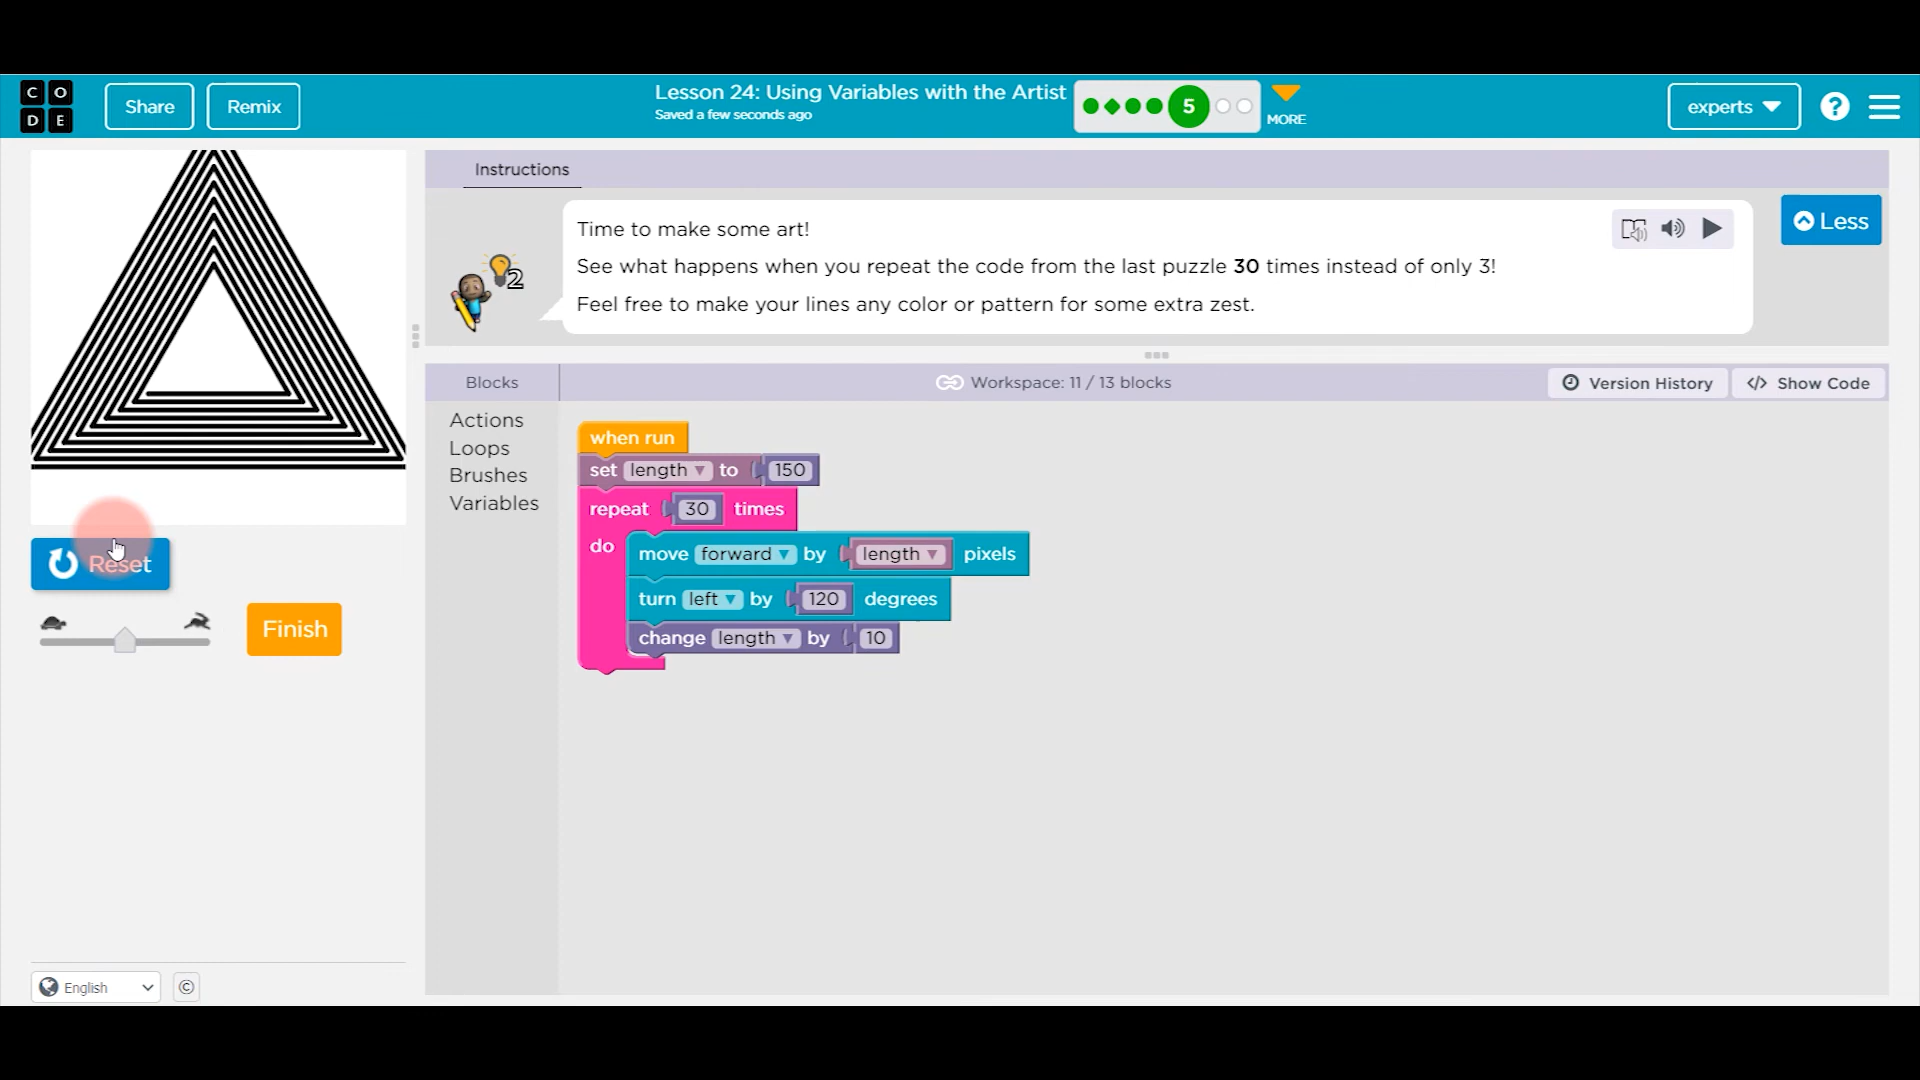 C O
D E
Share
Remix
Lesson 24: Using Variables with the Artist
Saved a few seconds ago
5
MORE
experts
?
Instructions
Time to make some art!
See what happens when you repeat the code from the last puzzle 30 times instead of only 3!
Feel free to make your lines any color or pattern for some extra zest.
2
Less
Blocks
Workspace: 11 / 13 blocks
Version History
</> Show Code
Actions
Loops
Brushes
Variables
when run
set length ▼ to 150
repeat 30 times
do
move forward ▼ by length ▼ pixels
turn left ▼ by 120 degrees
change length ▼ by 10
Reset
Finish
English
©